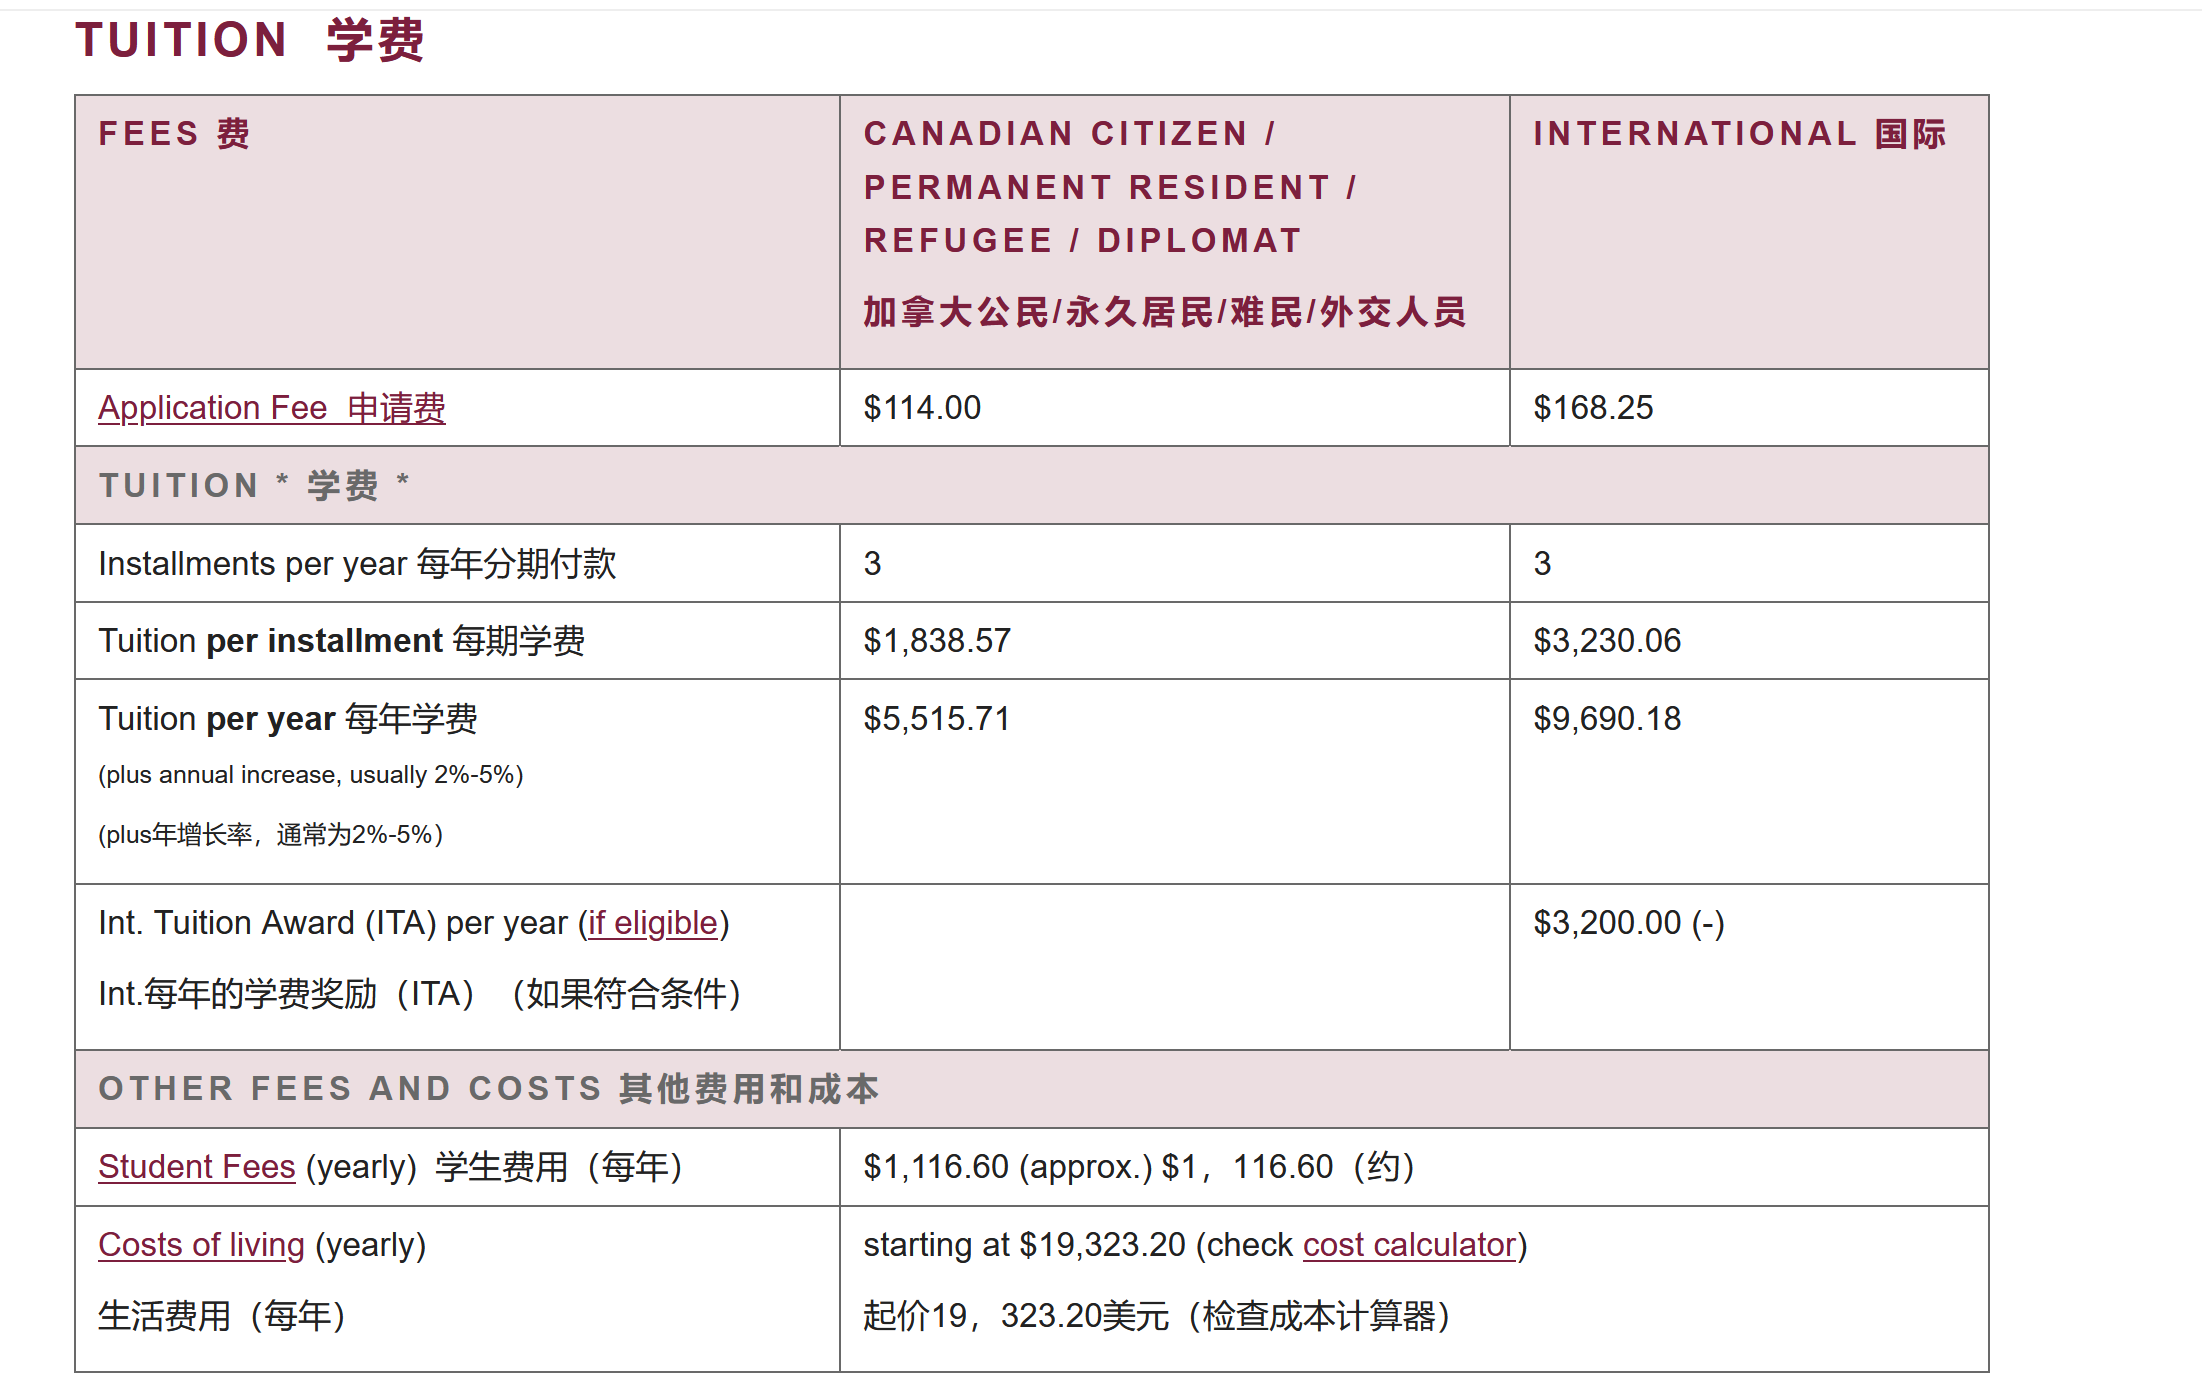 TUITION 学费
FEES 费
CANADIAN CITIZEN /
PERMANENT RESIDENT /
REFUGEE / DIPLOMAT
加拿大公民/永久居民/难民/外交人员
INTERNATIONAL 国际
Application Fee 申请费
$114.00
$168.25
TUITION * 学费 *
Installments per year 每年分期付款
3
3
Tuition per installment 每期学费
$1,838.57
$3,230.06
Tuition per year 每年学费
(plus annual increase, usually 2%-5%)
(plus年增长率，通常为2%-5%）
$5,515.71
$9,690.18
Int. Tuition Award (ITA) per year (if eligible)
Int.每年的学费奖励（ITA）（如果符合条件）
$3,200.00 (-)
OTHER FEES AND COSTS 其他费用和成本
Student Fees (yearly) 学生费用（每年）
$1,116.60 (approx.) $1，116.60（约）
Costs of living (yearly)
生活费用（每年）
starting at $19,323.20 (check cost calculator)
起价19，323.20美元（检查成本计算器）